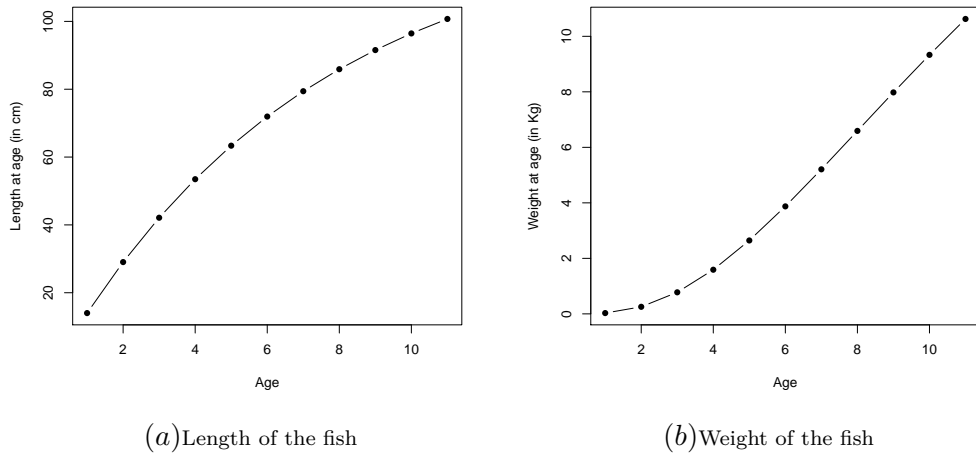 Length at age (in cm)
100
80
60
40
20
2 4 6 8 10
Age
(a)Length of the fish
Weight at age (in Kg)
10
8
6
4
2
0
2 4 6 8 10
Age
(b)Weight of the fish